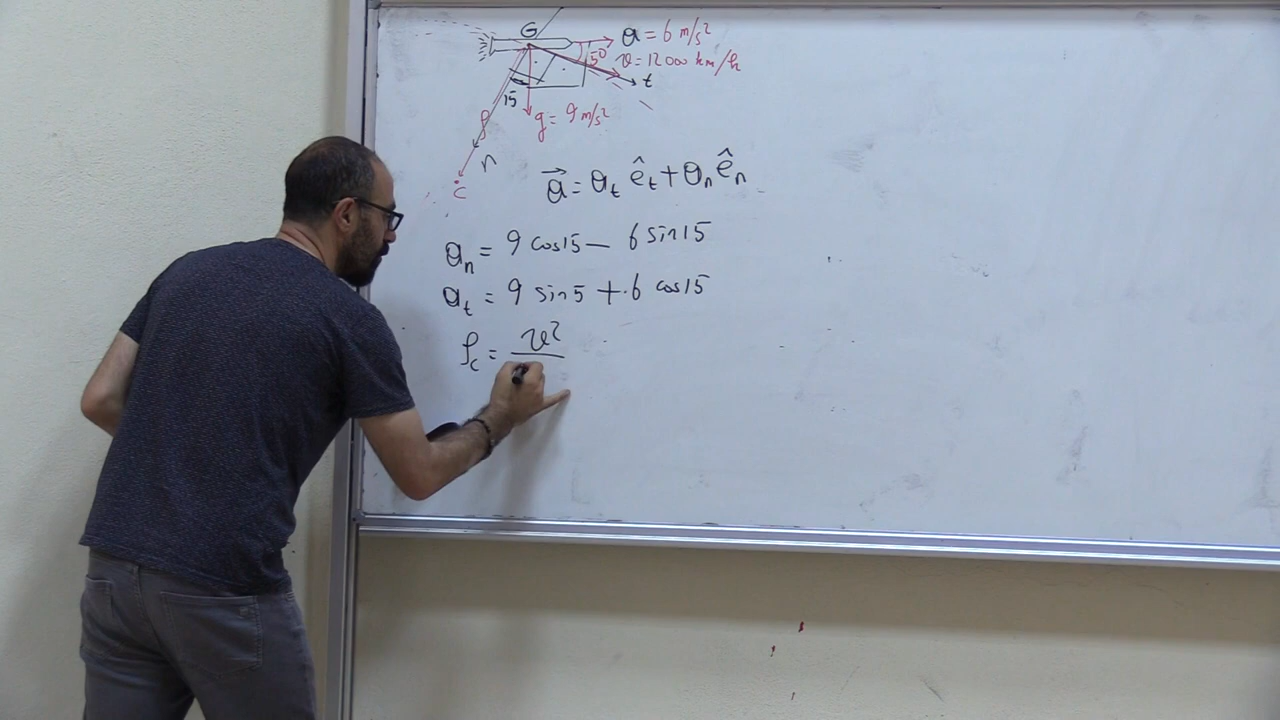 G
a = 6 m/s²
15° v = 12000 km/h
t
15
g = 9 m/s²
ρ
n
C
a⃗ = a_t ê_t + a_n ê_n
a_n = 9 cos15 − 6 sin15
a_t = 9 sin5 + 6 cos15
ρ_c = v²